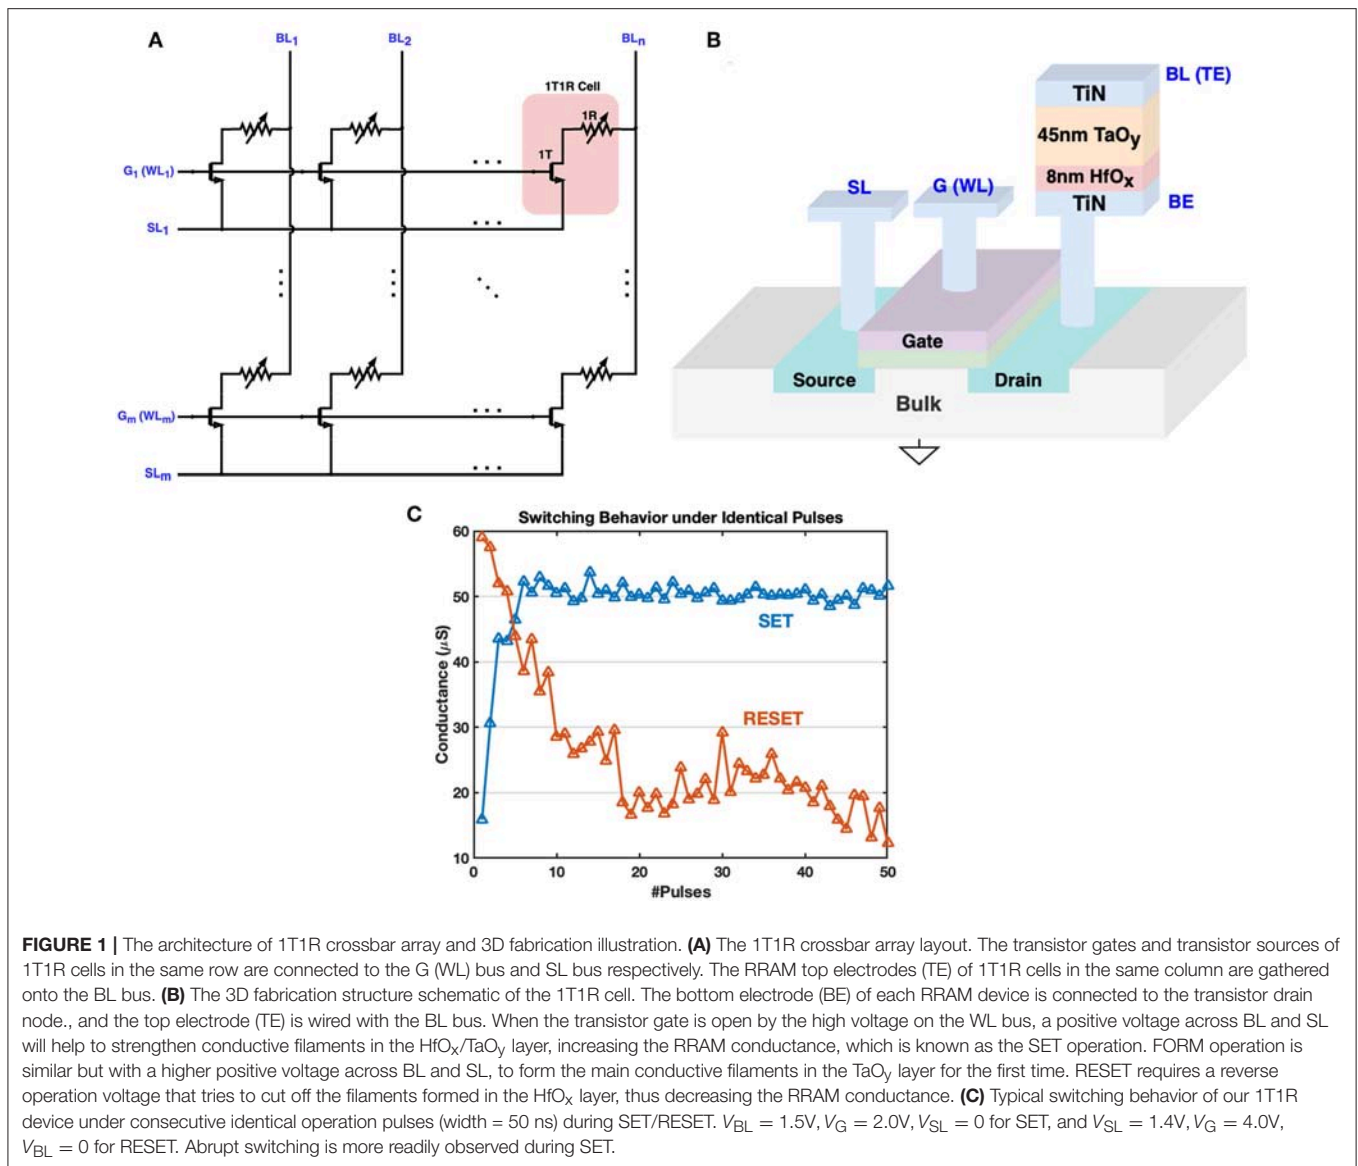 A
BL1 BL2 BLn
1T1R Cell
1R
1T
G1 (WL1)
SL1
Gm (WLm)
SLm
B
BL (TE)
TiN
45nm TaOy
8nm HfOx
TiN
BE
SL
G (WL)
Gate
Source
Drain
Bulk
C
Switching Behavior under Identical Pulses
60
50
40
30
20
10
Conductance (μS)
SET
RESET
0 10 20 30 40 50
#Pulses
FIGURE 1 | The architecture of 1T1R crossbar array and 3D fabrication illustration. (A) The 1T1R crossbar array layout. The transistor gates and transistor sources of
1T1R cells in the same row are connected to the G (WL) bus and SL bus respectively. The RRAM top electrodes (TE) of 1T1R cells in the same column are gathered
onto the BL bus. (B) The 3D fabrication structure schematic of the 1T1R cell. The bottom electrode (BE) of each RRAM device is connected to the transistor drain
node., and the top electrode (TE) is wired with the BL bus. When the transistor gate is open by the high voltage on the WL bus, a positive voltage across BL and SL
will help to strengthen conductive filaments in the HfOx/TaOy layer, increasing the RRAM conductance, which is known as the SET operation. FORM operation is
similar but with a higher positive voltage across BL and SL, to form the main conductive filaments in the TaOy layer for the first time. RESET requires a reverse
operation voltage that tries to cut off the filaments formed in the HfOx layer, thus decreasing the RRAM conductance. (C) Typical switching behavior of our 1T1R
device under consecutive identical operation pulses (width = 50 ns) during SET/RESET. VBL = 1.5V, VG = 2.0V, VSL = 0 for SET, and VSL = 1.4V, VG = 4.0V,
VBL = 0 for RESET. Abrupt switching is more readily observed during SET.